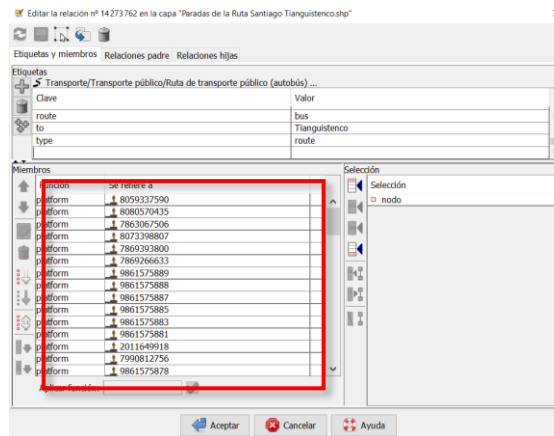 Editar la relación nº 14273762 en la capa "Paradas de la Ruta Santiago Tianguistenco.shp"
Etiquetas y miembros Relaciones padre Relaciones hijas
Etiquetas
Transporte/Transporte público/Ruta de transporte público (autobús) ...
Clave Valor
route bus
to Tianguistenco
type route
Miembros Selección
Función Se refiere a Selección
platform 8059337590 nodo
platform 8080570435
platform 7863067506
platform 8073398807
platform 7869393800
platform 7869266633
platform 9861575889
platform 9861575888
platform 9861575887
platform 9861575885
platform 9861575883
platform 9861575881
platform 2011649918
platform 7990812756
platform 9861575878
Aplicar función:
Aceptar Cancelar Ayuda